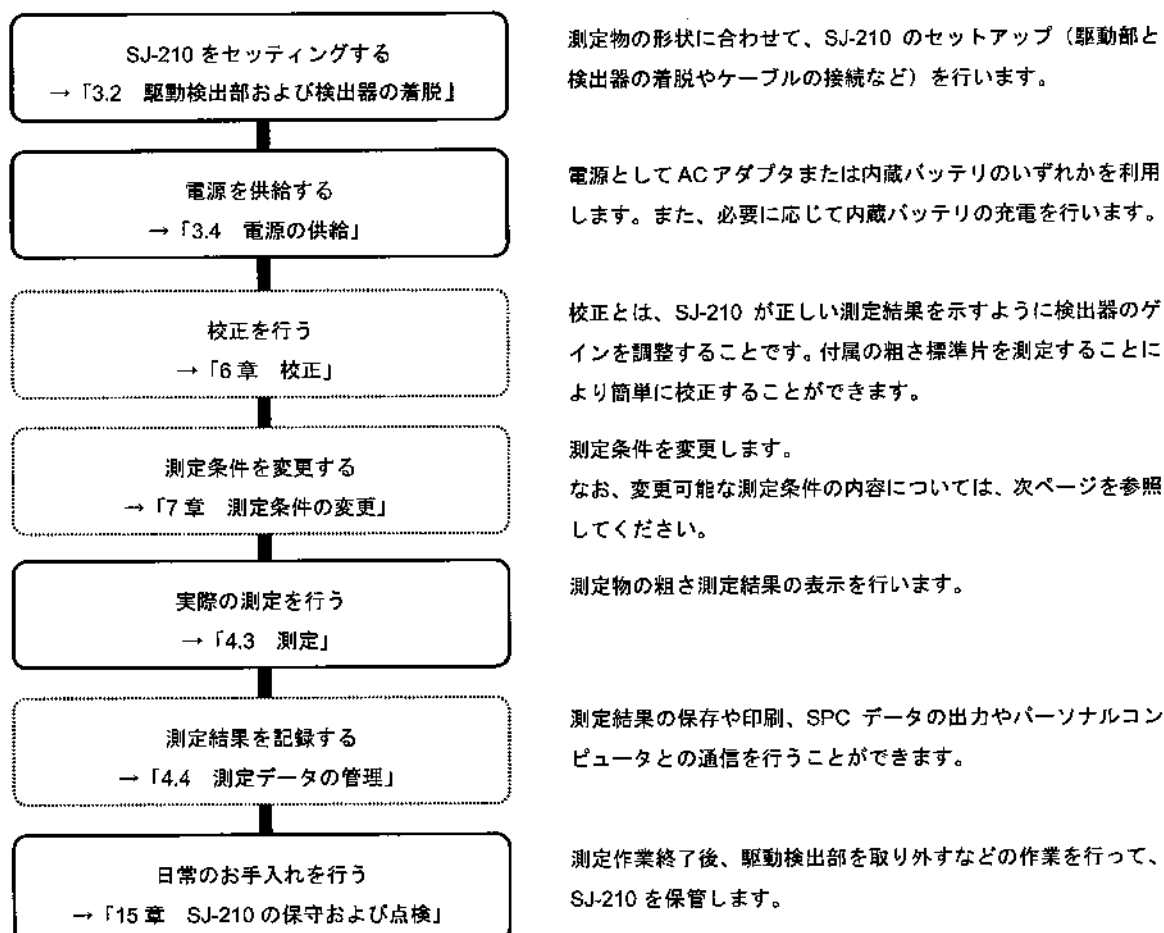 SJ-210 をセッティングする
→「3.2 駆動検出部および検出器の着脱」
測定物の形状に合わせて、SJ-210 のセットアップ(駆動部と
検出器の着脱やケーブルの接続など)を行います。
電源を供給する
→「3.4 電源の供給」
電源として AC アダプタまたは内蔵バッテリのいずれかを利用
します。また、必要に応じて内蔵バッテリの充電を行います。
校正を行う
→「6 章 校正」
校正とは、SJ-210 が正しい測定結果を示すように検出器のゲ
インを調整することです。付属の粗さ標準片を測定することに
より簡単に校正することができます。
測定条件を変更する
→「7 章 測定条件の変更」
測定条件を変更します。
なお、変更可能な測定条件の内容については、次ページを参照
してください。
実際の測定を行う
→「4.3 測定」
測定物の粗さ測定結果の表示を行います。
測定結果を記録する
→「4.4 測定データの管理」
測定結果の保存や印刷、SPC データの出力やパーソナルコン
ピュータとの通信を行うことができます。
日常のお手入れを行う
→「15 章 SJ-210 の保守および点検」
測定作業終了後、駆動検出部を取り外すなどの作業を行って、
SJ-210 を保管します。